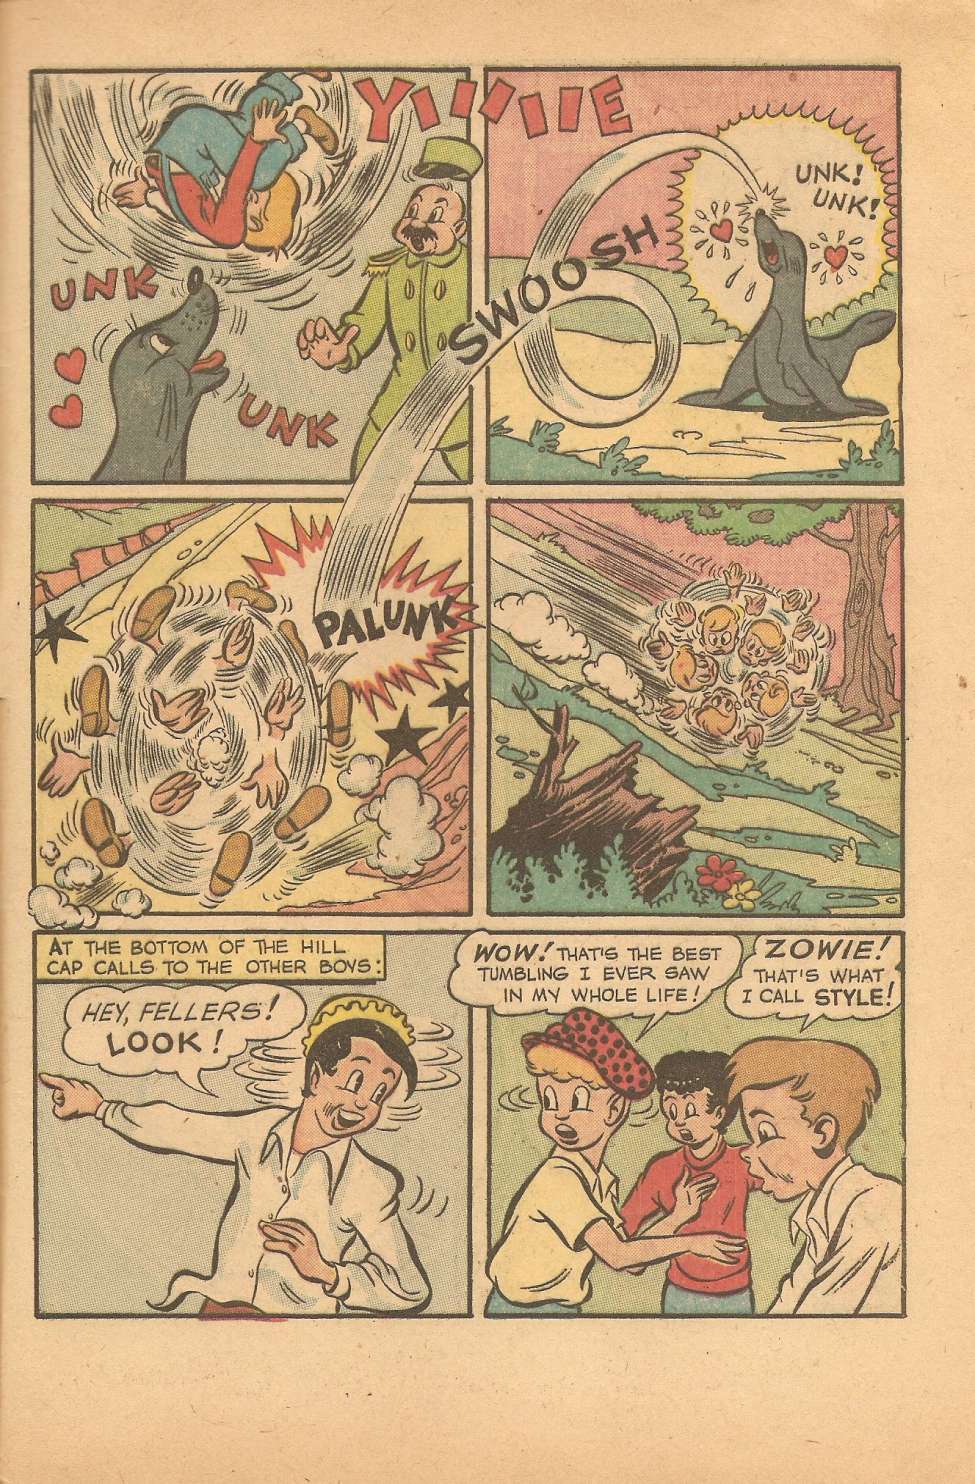 YIIIIIIE
UNK
UNK
SWOOSH
UNK!
UNK!
PALUNK
AT THE BOTTOM OF THE HILL
CAP CALLS TO THE OTHER BOYS:
HEY, FELLERS!
LOOK!
WOW! THAT'S THE BEST
TUMBLING I EVER SAW
IN MY WHOLE LIFE!
ZOWIE!
THAT'S WHAT
I CALL STYLE!